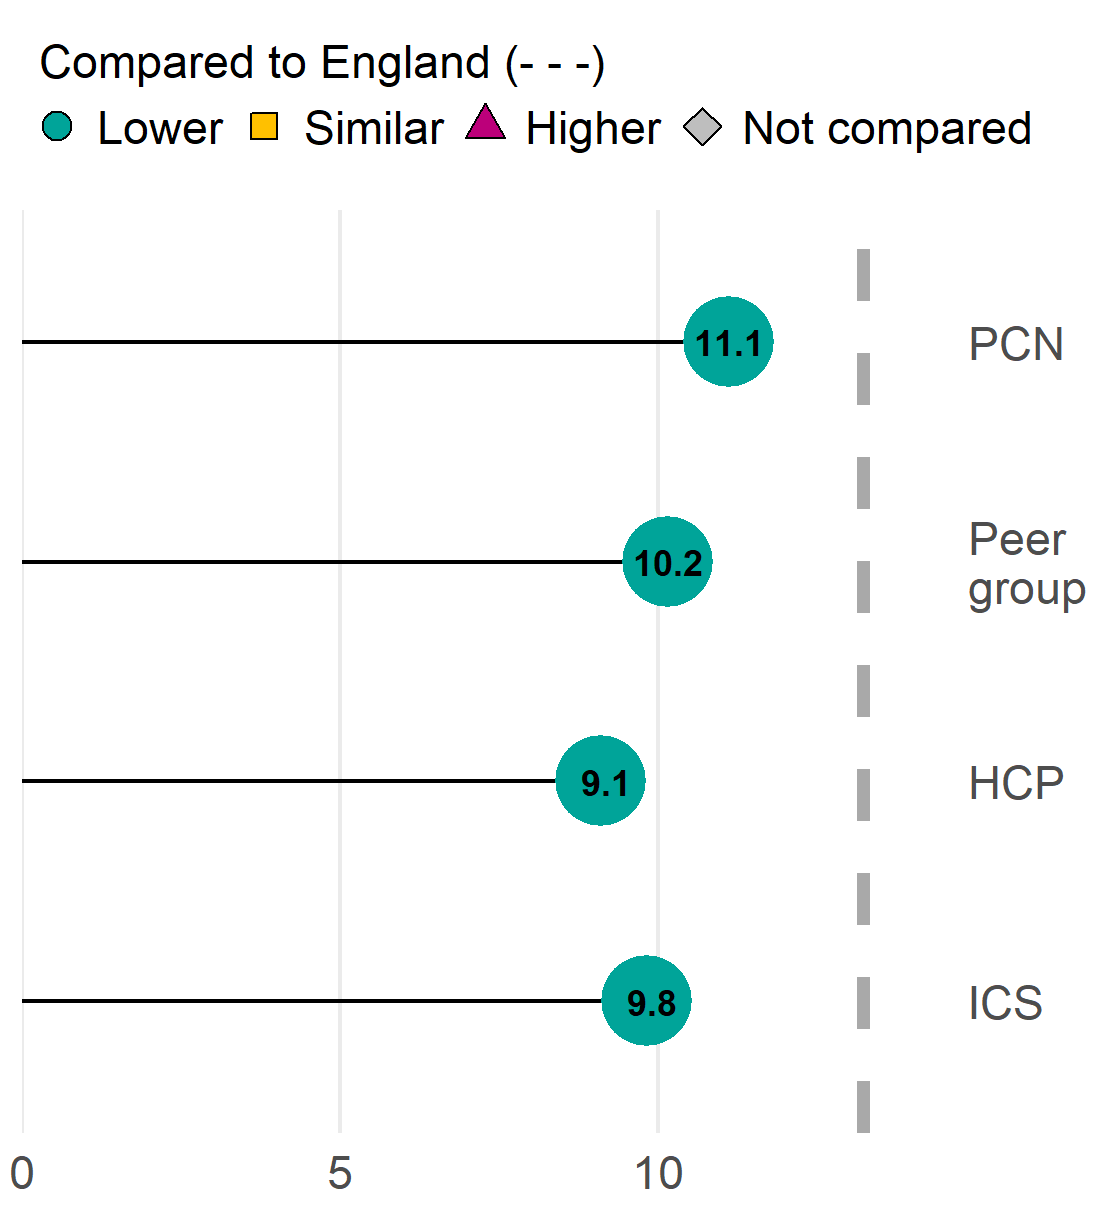 Compared to England (- - -)
Lower Similar Higher Not compared
11.1 PCN
10.2 Peer
group
9.1 HCP
9.8 ICS
0 5 10